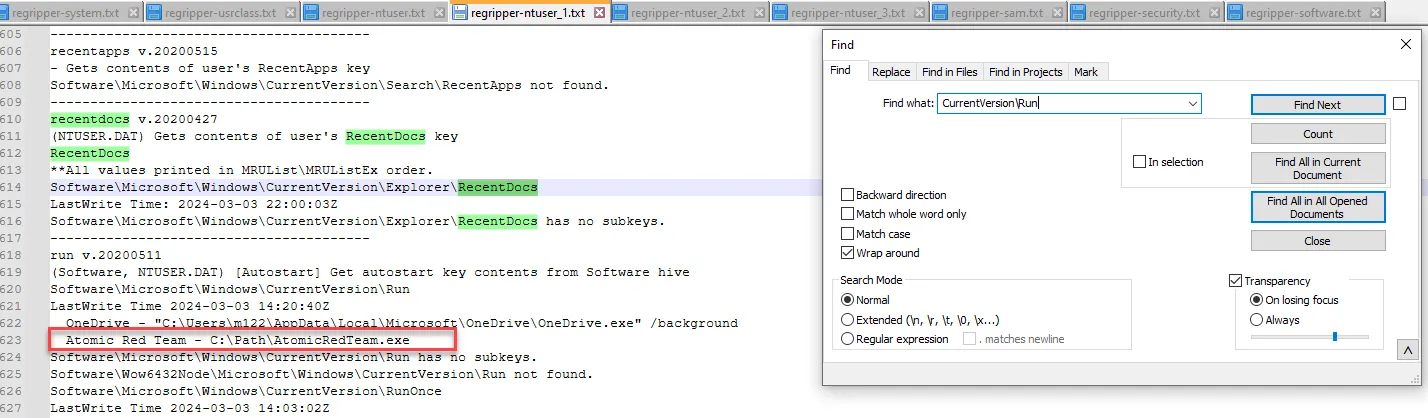 regripper-system.txt regripper-usrclass.txt regripper-ntuser.txt regripper-ntuser_1.txt regripper-ntuser_2.txt regripper-ntuser_3.txt regripper-sam.txt regripper-security.txt regripper-software.txt
605 ----------------------------------------
606 recentapps v.20200515
607 - Gets contents of user's RecentApps key
608 Software\Microsoft\Windows\CurrentVersion\Search\RecentApps not found.
609 ----------------------------------------
610 recentdocs v.20200427
611 (NTUSER.DAT) Gets contents of user's RecentDocs key
612 RecentDocs
613 **All values printed in MRUList\MRUListEx order.
614 Software\Microsoft\Windows\CurrentVersion\Explorer\RecentDocs
615 LastWrite Time: 2024-03-03 22:00:03Z
616 Software\Microsoft\Windows\CurrentVersion\Explorer\RecentDocs has no subkeys.
617 ----------------------------------------
618 run v.20200511
619 (Software, NTUSER.DAT) [Autostart] Get autostart key contents from Software hive
620 Software\Microsoft\Windows\CurrentVersion\Run
621 LastWrite Time 2024-03-03 14:20:40Z
622 OneDrive - "C:\Users\m122\AppData\Local\Microsoft\OneDrive\OneDrive.exe" /background
623 Atomic Red Team - C:\Path\AtomicRedTeam.exe
624 Software\Microsoft\Windows\CurrentVersion\Run has no subkeys.
625 Software\Wow6432Node\Microsoft\Windows\CurrentVersion\Run not found.
626 Software\Microsoft\Windows\CurrentVersion\RunOnce
627 LastWrite Time 2024-03-03 14:03:02Z
Find
Find Replace Find in Files Find in Projects Mark
Find what: CurrentVersion\Run
Find Next
Count
In selection
Find All in Current
Document
Find All in All Opened
Documents
Close
Backward direction
Match whole word only
Match case
Wrap around
Search Mode
Normal
Extended (\n, \r, \t, \0, \x...)
Regular expression
. matches newline
Transparency
On losing focus
Always